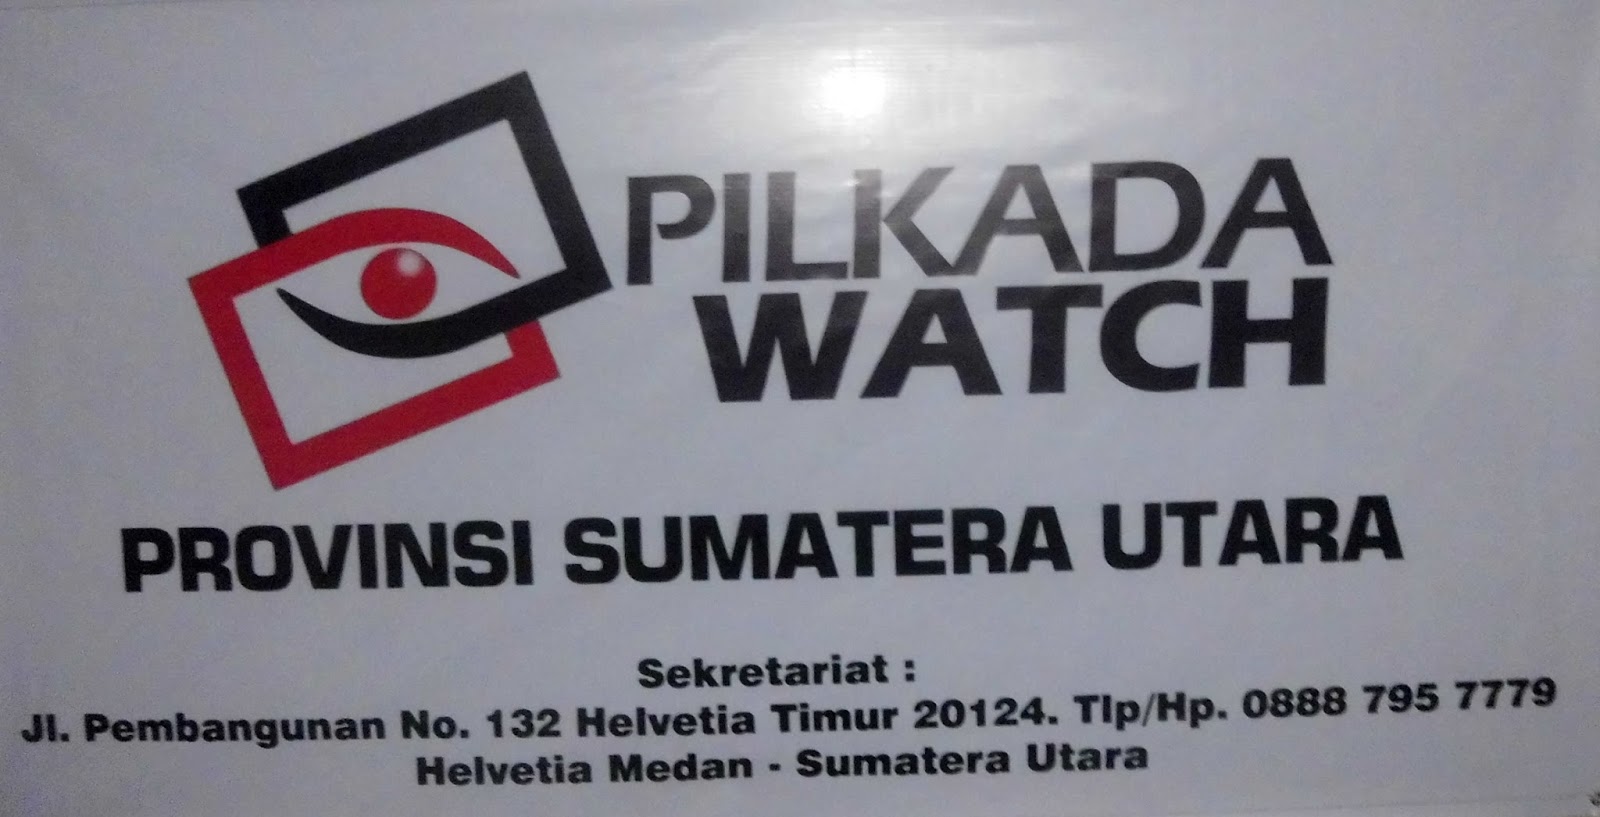 PILKADA
WATCH
PROVINSI SUMATERA UTARA
Sekretariat :
Jl. Pembangunan No. 132 Helvetia Timur 20124. Tlp/Hp. 0888 795 7779
Helvetia Medan - Sumatera Utara